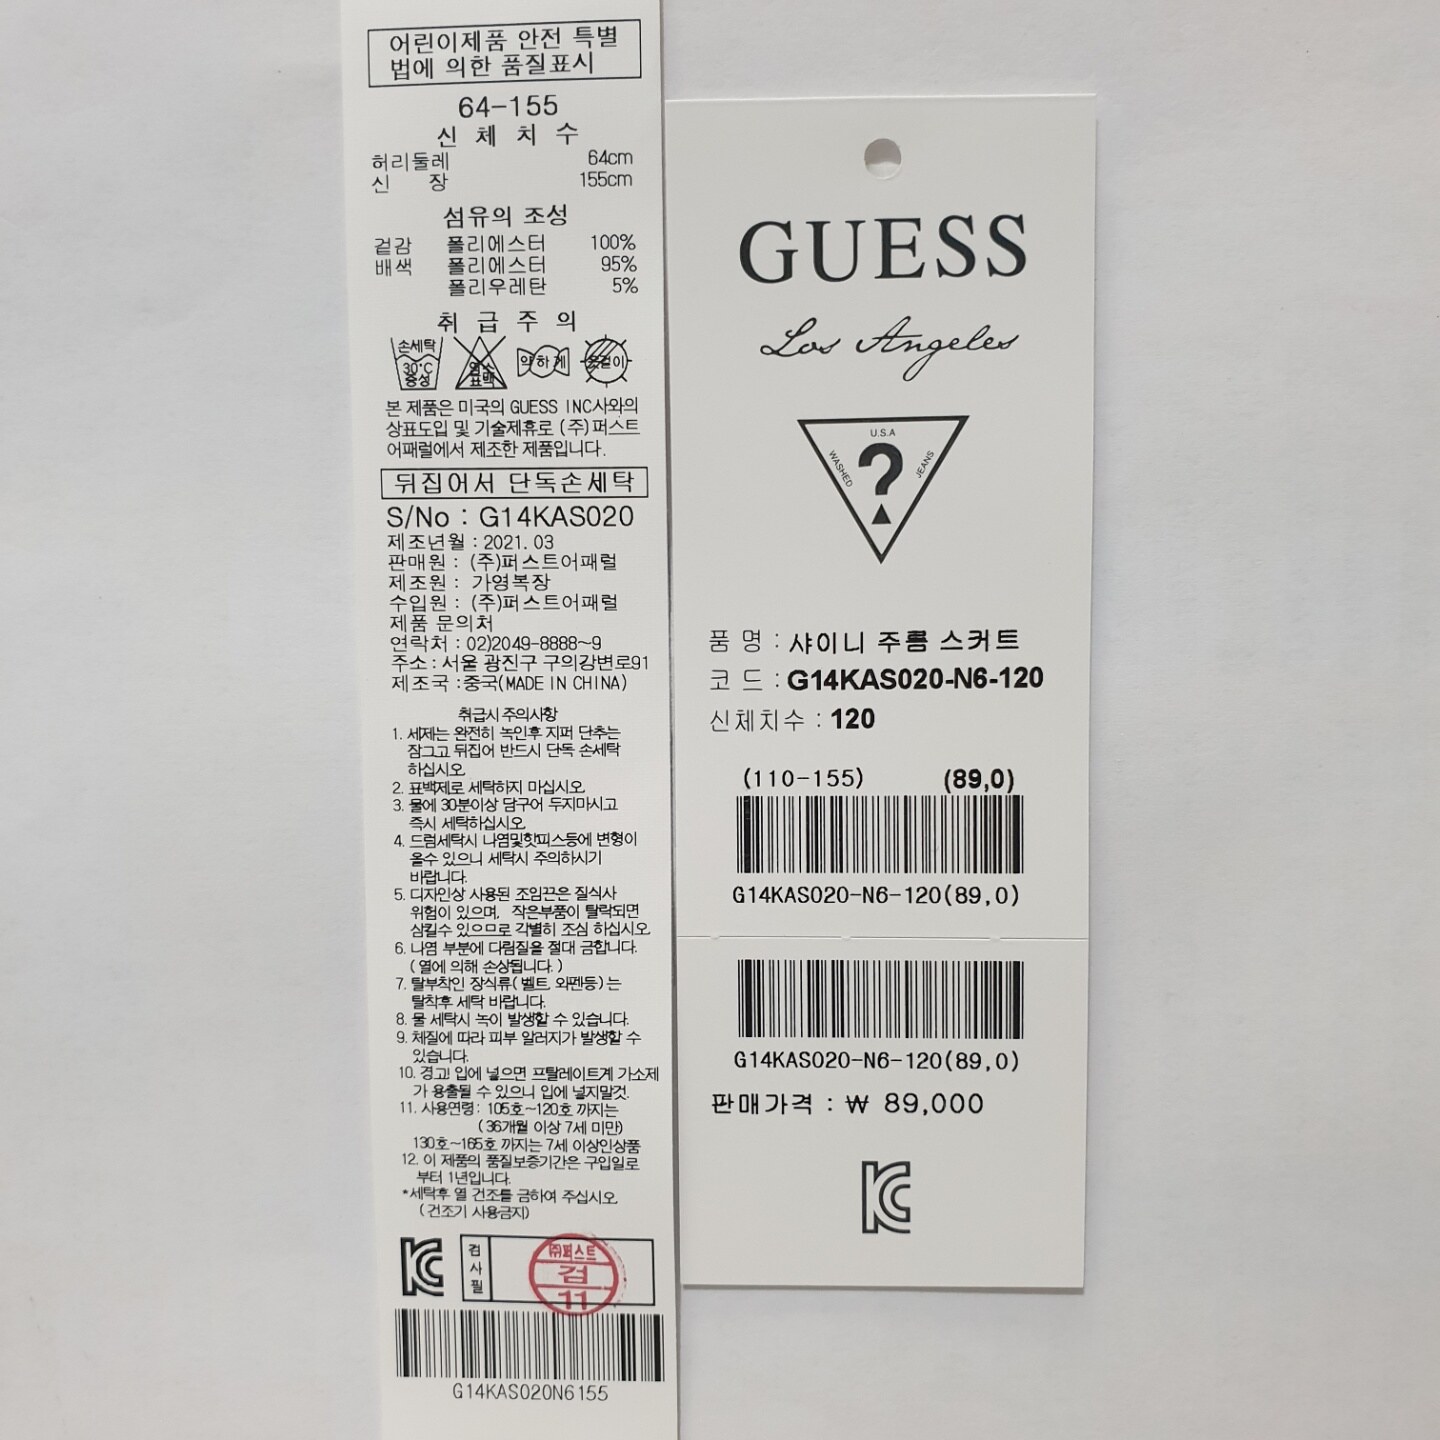 어린이제품 안전 특별
법에 의한 품질표시
64-155
신 체 치 수
허리둘레 64cm
신 장 155cm
섬유의 조성
겉감 폴리에스터 100%
배색 폴리에스터 95%
폴리우레탄 5%
취 급 주 의
손세탁
30°C
중성
염소
표백
약하게
옷걸이
본 제품은 미국의 GUESS INC사와의
상표도입 및 기술제휴로 (주)퍼스트
어패럴에서 제조한 제품입니다.
뒤집어서 단독손세탁
S/No : G14KAS020
제조년월 : 2021. 03
판매원 : (주)퍼스트어패럴
제조원 : 가영복장
수입원 : (주)퍼스트어패럴
제품 문의처
연락처 : 02)2049-8888~9
주소 : 서울 광진구 구의강변로91
제조국 :중국(MADE IN CHINA)
취급시 주의사항
1. 세제는 완전히 녹인후 지퍼 단추는
잠그고 뒤집어 반드시 단독 손세탁
하십시오.
2. 표백제로 세탁하지 마십시오.
3. 물에 30분이상 담구어 두지마시고
즉시 세탁하십시오.
4. 드럼세탁시 나염및핫피스등에 변형이
올수 있으니 세탁시 주의하시기
바랍니다.
5. 디자인상 사용된 조임끈은 질식사
위험이 있으며, 작은부품이 탈락되면
삼킬수 있으므로 각별히 조심 하십시오.
6. 나염 부분에 다림질을 절대 금합니다.
( 열에 의해 손상됩니다. )
7. 탈부착인 장식류( 벨트, 와펜등) 는
탈착후 세탁 바랍니다.
8. 물 세탁시 녹이 발생할 수 있습니다.
9. 체질에 따라 피부 알러지가 발생할 수
있습니다.
10. 경고! 입에 넣으면 프탈레이트계 가소제
가 용출될 수 있으니 입에 넣지말것.
11. 사용연령: 105호~120호 까지는
( 36개월 이상 7세 미만)
130호~165호 까지는 7세 이상인상품
12. 이 제품의 품질보증기간은 구입일로
부터 1년입니다.
*세탁후 열 건조를 금하여 주십시오.
( 건조기 사용금지)
KC
검사필
㈜퍼스트
검
11
G14KAS020N6155
GUESS
Los Angeles
U.S.A
WASHED
?
JEANS
품 명 : 샤이니 주름 스커트
코 드 : G14KAS020-N6-120
신체치수 : 120
(110-155) (89,0)
G14KAS020-N6-120(89,0)
G14KAS020-N6-120(89,0)
판매가격 : ₩ 89,000
KC